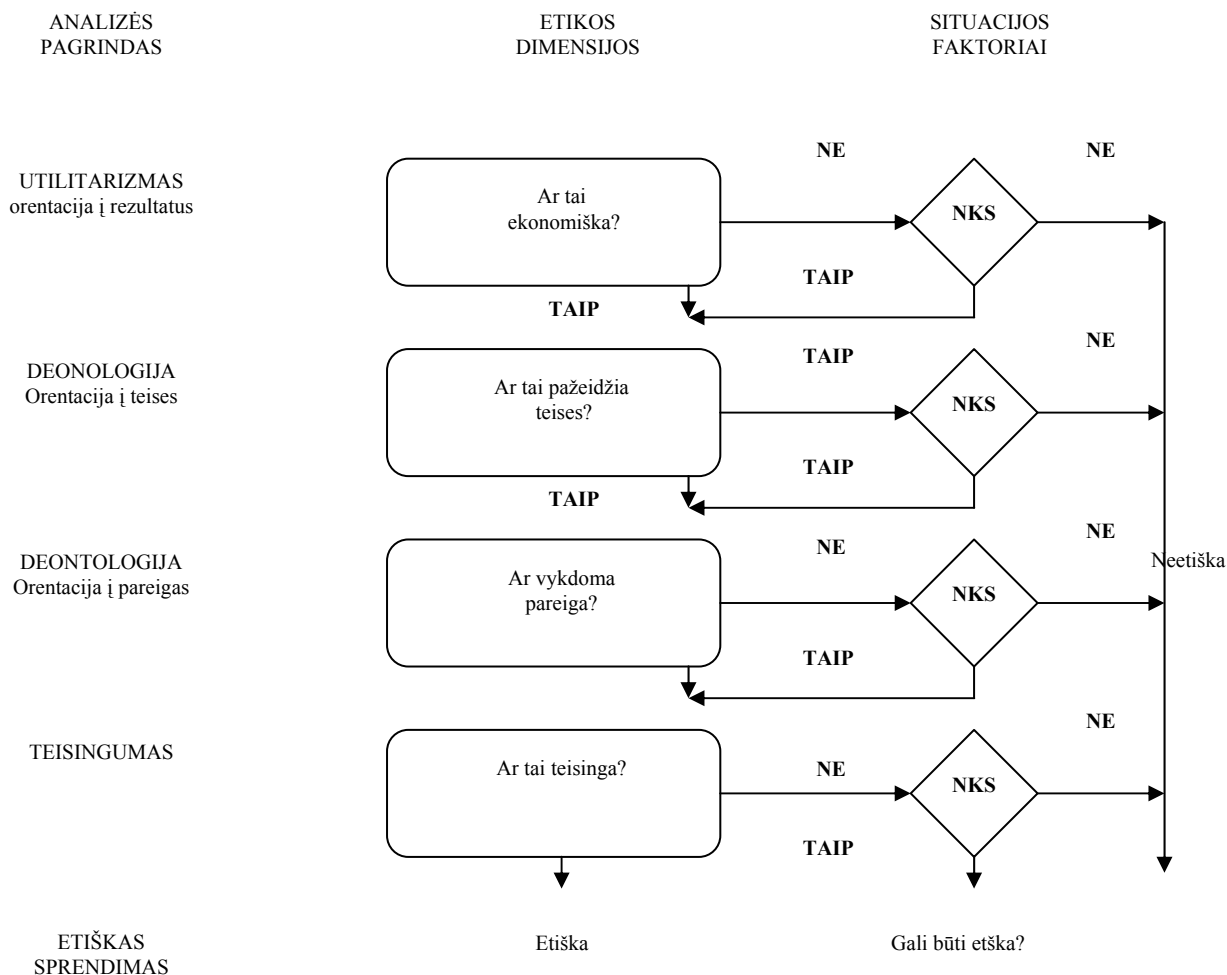 ANALIZĖS
PAGRINDAS
ETIKOS
DIMENSIJOS
SITUACIJOS
FAKTORIAI
UTILITARIZMAS
orentacija į rezultatus
Ar tai
ekonomiška?
NE
NKS
NE
TAIP
TAIP
DEONOLOGIJA
Orentacija į teises
Ar tai pažeidžia
teises?
TAIP
NKS
NE
TAIP
TAIP
DEONTOLOGIJA
Orentacija į pareigas
Ar vykdoma
pareiga?
NE
NKS
NE
Neetiška
TAIP
TEISINGUMAS
Ar tai teisinga?
NE
NKS
NE
TAIP
ETIŠKAS
SPRENDIMAS
Etiška
Gali būti etška?